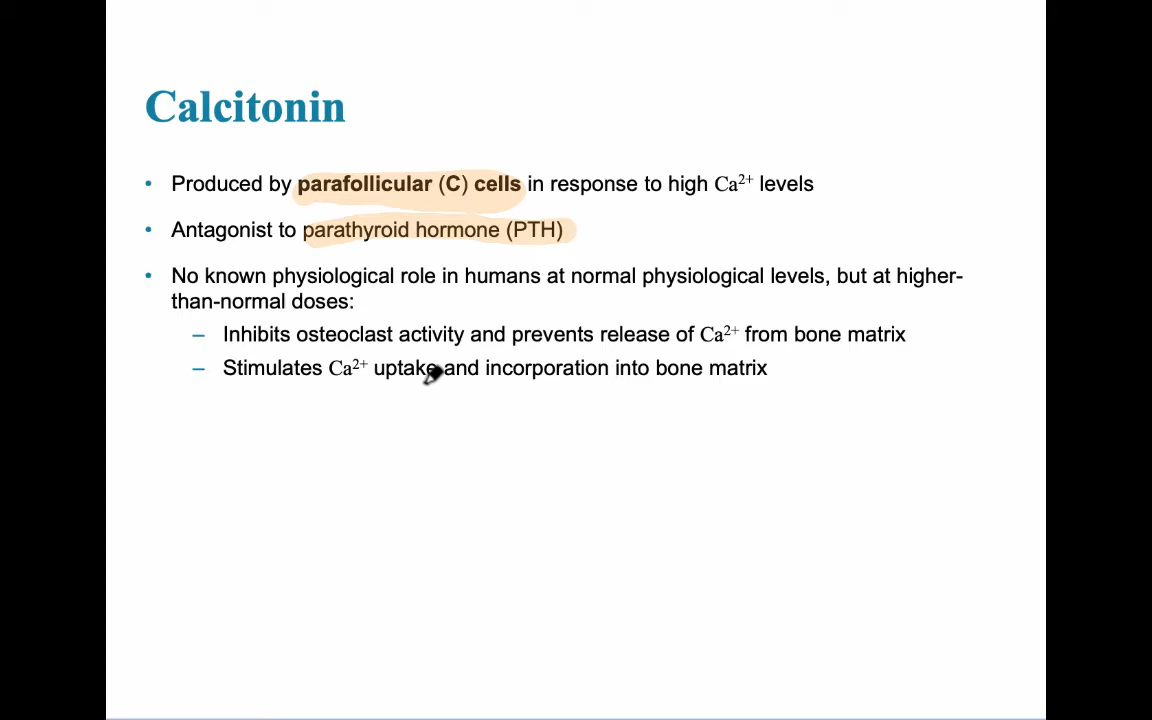 Calcitonin
• Produced by parafollicular (C) cells in response to high Ca²⁺ levels
• Antagonist to parathyroid hormone (PTH)
• No known physiological role in humans at normal physiological levels, but at higher-
than-normal doses:
– Inhibits osteoclast activity and prevents release of Ca²⁺ from bone matrix
– Stimulates Ca²⁺ uptake and incorporation into bone matrix